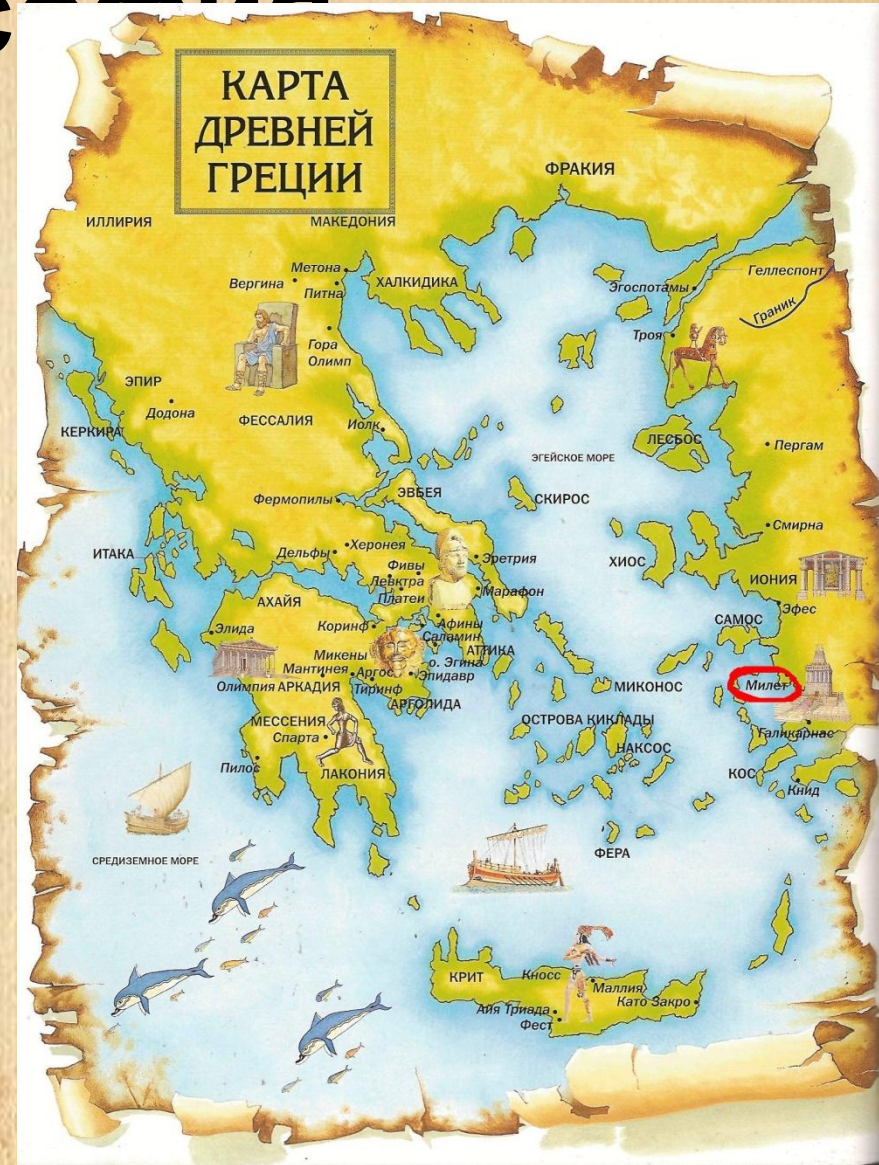 КАРТА
ДРЕВНЕЙ
ГРЕЦИИ
ФРАКИЯ
ИЛЛИРИЯ
МАКЕДОНИЯ
Метона
Вергина
Питна
ХАЛКИДИКА
Геллеспонт
Эгоспотамы
Граник
Троя
Гора
Олимп
ЭПИР
Додона
ФЕССАЛИЯ
Иолк
КЕРКИРА
ЛЕСБОС
Пергам
ЭГЕЙСКОЕ МОРЕ
ЭВБЕЯ
СКИРОС
Фермопилы
Смирна
ИТАКА
Херонея
Дельфы
Эретрия
ХИОС
Фивы
Левктра
Платеи
Марафон
ИОНИЯ
АХАЙЯ
Эфес
Элида
Коринф
Афины
Саламин
САМОС
АТТИКА
Микены
о. Эгина
Мантинея
Аргос
Эпидавр
Олимпия
АРКАДИЯ
Тиринф
МИКОНОС
Милет
АРГОЛИДА
МЕССЕНИЯ
ОСТРОВА КИКЛАДЫ
Спарта
Галикарнас
НАКСОС
Пилос
ЛАКОНИЯ
КОС
Книд
ФЕРА
СРЕДИЗЕМНОЕ МОРЕ
КРИТ
Кносс
Маллия
Като Закро
Айя Триада
Фест